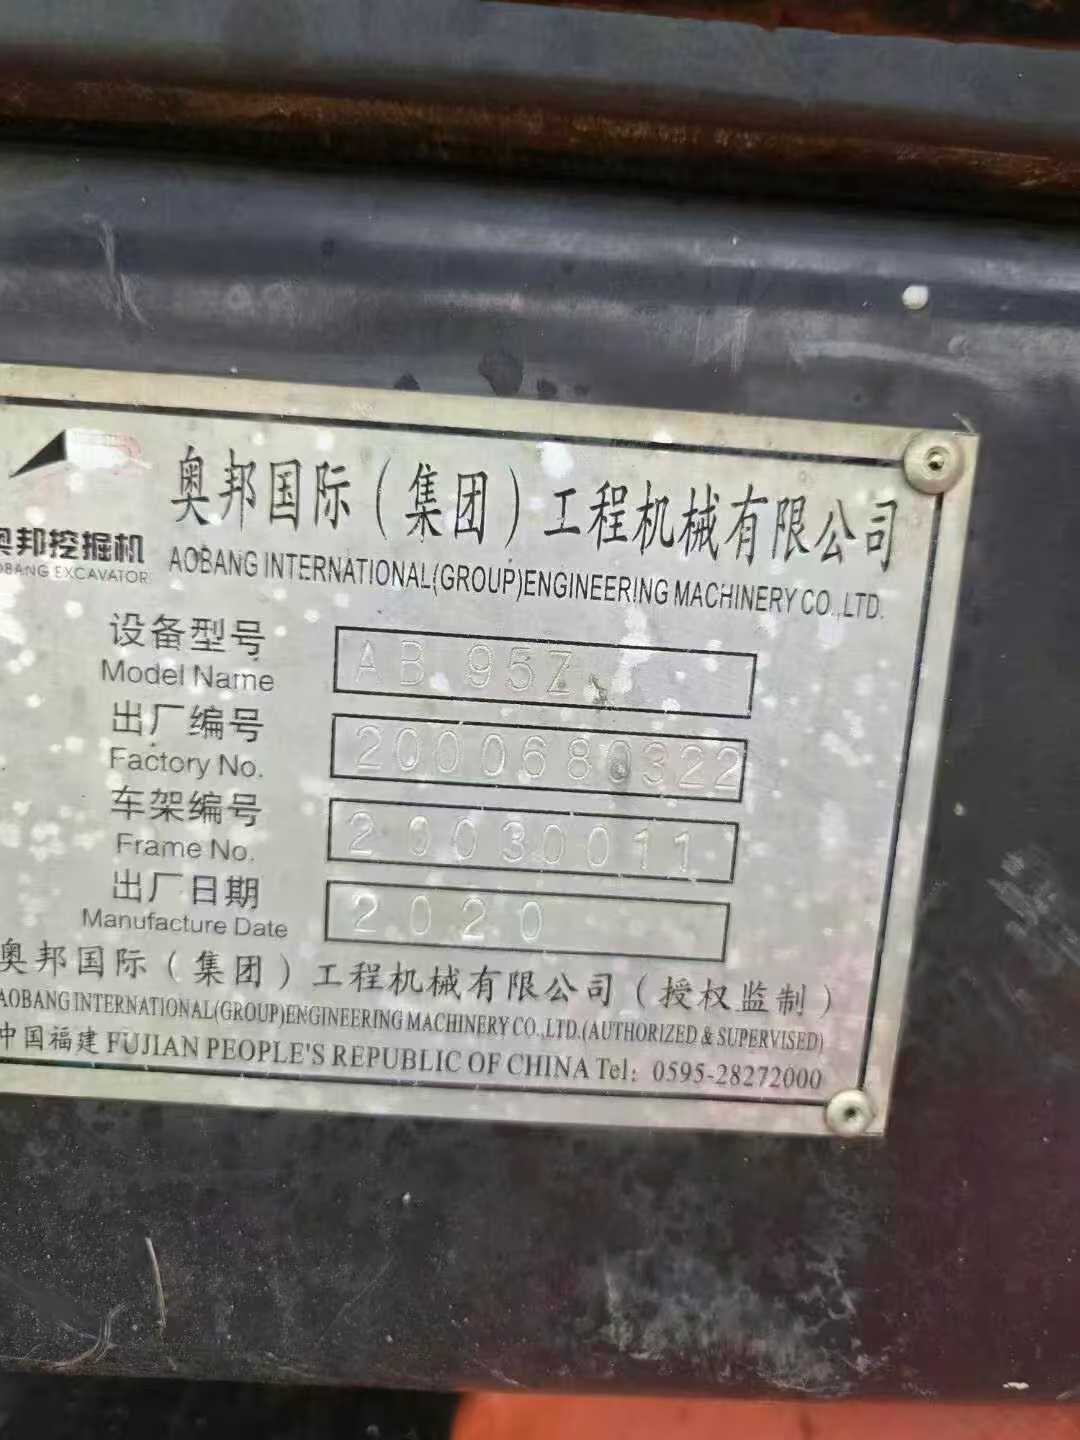 奥邦国际（集团）工程机械有限公司
AOBANG INTERNATIONAL(GROUP)ENGINEERING MACHINERY CO.,LTD.
奥邦挖掘机
OBANG EXCAVATOR
设备型号 AB 95Z
Model Name
出厂编号 2000680322
Factory No.
车架编号 20030011
Frame No.
出厂日期 2020
Manufacture Date
奥邦国际（集团）工程机械有限公司（授权监制）
AOBANG INTERNATIONAL(GROUP)ENGINEERING MACHINERY CO.,LTD.(AUTHORIZED & SUPERVISED)
中国福建 FUJIAN PEOPLE'S REPUBLIC OF CHINA Tel: 0595-28272000